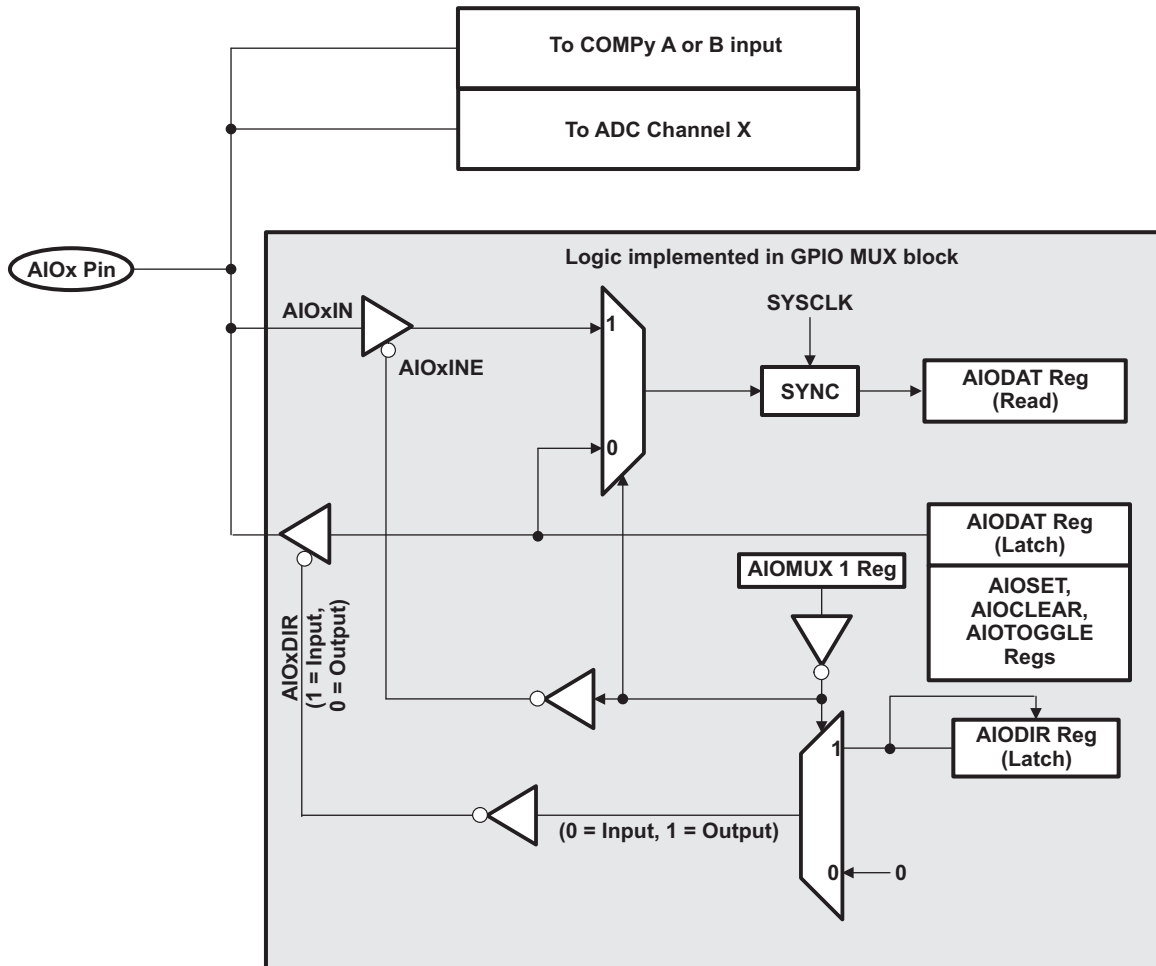 To COMPy A or B input
To ADC Channel X
Logic implemented in GPIO MUX block
AIOx Pin
AIOxIN
SYSCLK
1
AIOxINE
SYNC
AIODAT Reg
(Read)
0
AIODAT Reg
(Latch)
AIOMUX 1 Reg
AIOSET,
AIOCLEAR,
AIOTOGGLE
Regs
AIOxDIR
(1 = Input,
0 = Output)
1
AIODIR Reg
(Latch)
(0 = Input, 1 = Output)
0
0